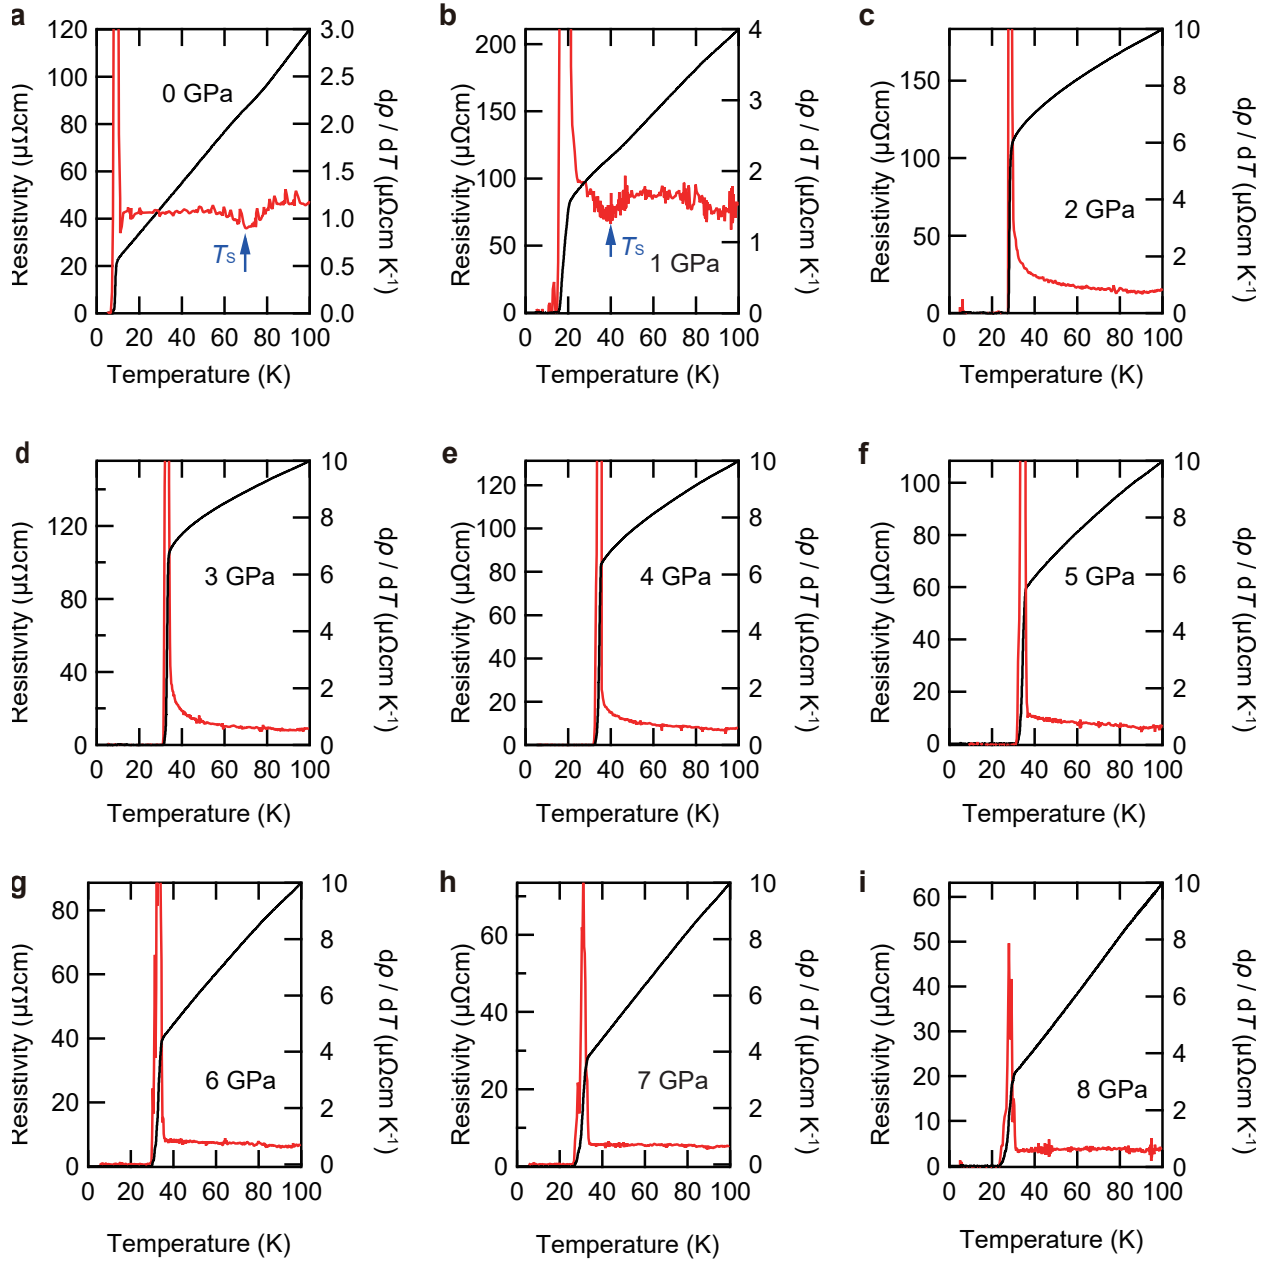 a
120
100
80
60
40
20
0
3.0
2.5
2.0
1.5
1.0
0.5
0.0
0 20 40 60 80 100
Resistivity (μΩcm)
dρ / dT (μΩcm K⁻¹)
Temperature (K)
0 GPa
TS
b
200
150
100
50
0
4
3
2
1
0
0 20 40 60 80 100
Resistivity (μΩcm)
dρ / dT (μΩcm K⁻¹)
Temperature (K)
TS
1 GPa
c
150
100
50
0
10
8
6
4
2
0
0 20 40 60 80 100
Resistivity (μΩcm)
dρ / dT (μΩcm K⁻¹)
Temperature (K)
2 GPa
d
120
80
40
0
10
8
6
4
2
0
0 20 40 60 80 100
Resistivity (μΩcm)
dρ / dT (μΩcm K⁻¹)
Temperature (K)
3 GPa
e
120
100
80
60
40
20
0
10
8
6
4
2
0
0 20 40 60 80 100
Resistivity (μΩcm)
dρ / dT (μΩcm K⁻¹)
Temperature (K)
4 GPa
f
100
80
60
40
20
0
10
8
6
4
2
0
0 20 40 60 80 100
Resistivity (μΩcm)
dρ / dT (μΩcm K⁻¹)
Temperature (K)
5 GPa
g
80
60
40
20
0
10
8
6
4
2
0
0 20 40 60 80 100
Resistivity (μΩcm)
dρ / dT (μΩcm K⁻¹)
Temperature (K)
6 GPa
h
60
40
20
0
10
8
6
4
2
0
0 20 40 60 80 100
Resistivity (μΩcm)
dρ / dT (μΩcm K⁻¹)
Temperature (K)
7 GPa
i
60
50
40
30
20
10
0
10
8
6
4
2
0
0 20 40 60 80 100
Resistivity (μΩcm)
dρ / dT (μΩcm K⁻¹)
Temperature (K)
8 GPa